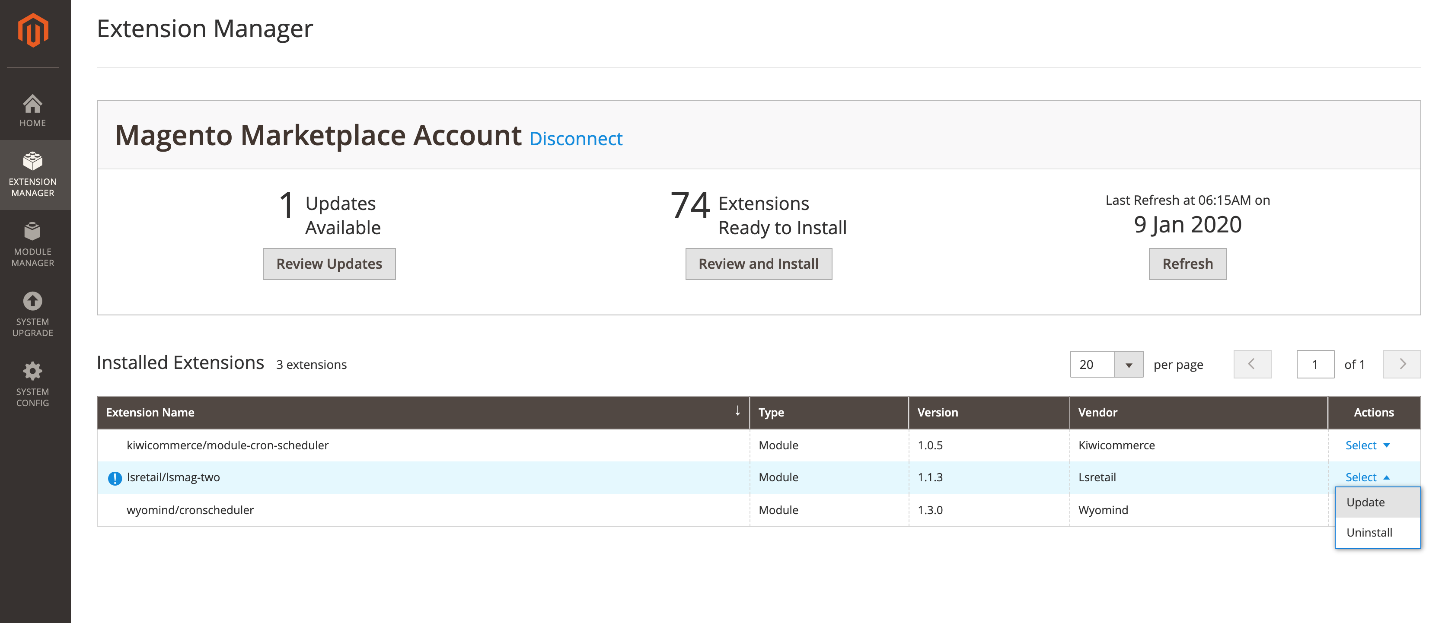 Extension Manager
HOME
EXTENSION
MANAGER
MODULE
MANAGER
SYSTEM
UPGRADE
SYSTEM
CONFIG
Magento Marketplace Account Disconnect
1 Updates
Available
Review Updates
74 Extensions
Ready to Install
Review and Install
Last Refresh at 06:15AM on
9 Jan 2020
Refresh
Installed Extensions 3 extensions
20 per page 1 of 1
Extension Name ↓ Type Version Vendor Actions
kiwicommerce/module-cron-scheduler Module 1.0.5 Kiwicommerce Select
lsretail/lsmag-two Module 1.1.3 Lsretail Select
wyomind/cronscheduler Module 1.3.0 Wyomind
Update
Uninstall